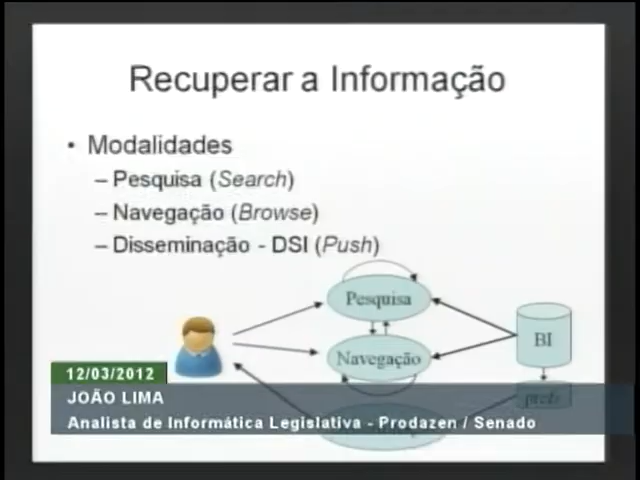 Recuperar a Informação
• Modalidades
– Pesquisa (Search)
– Navegação (Browse)
– Disseminação - DSI (Push)
Pesquisa
BI
Navegação
12/03/2012
JOÃO LIMA
Analista de Informática Legislativa - Prodazen / Senado